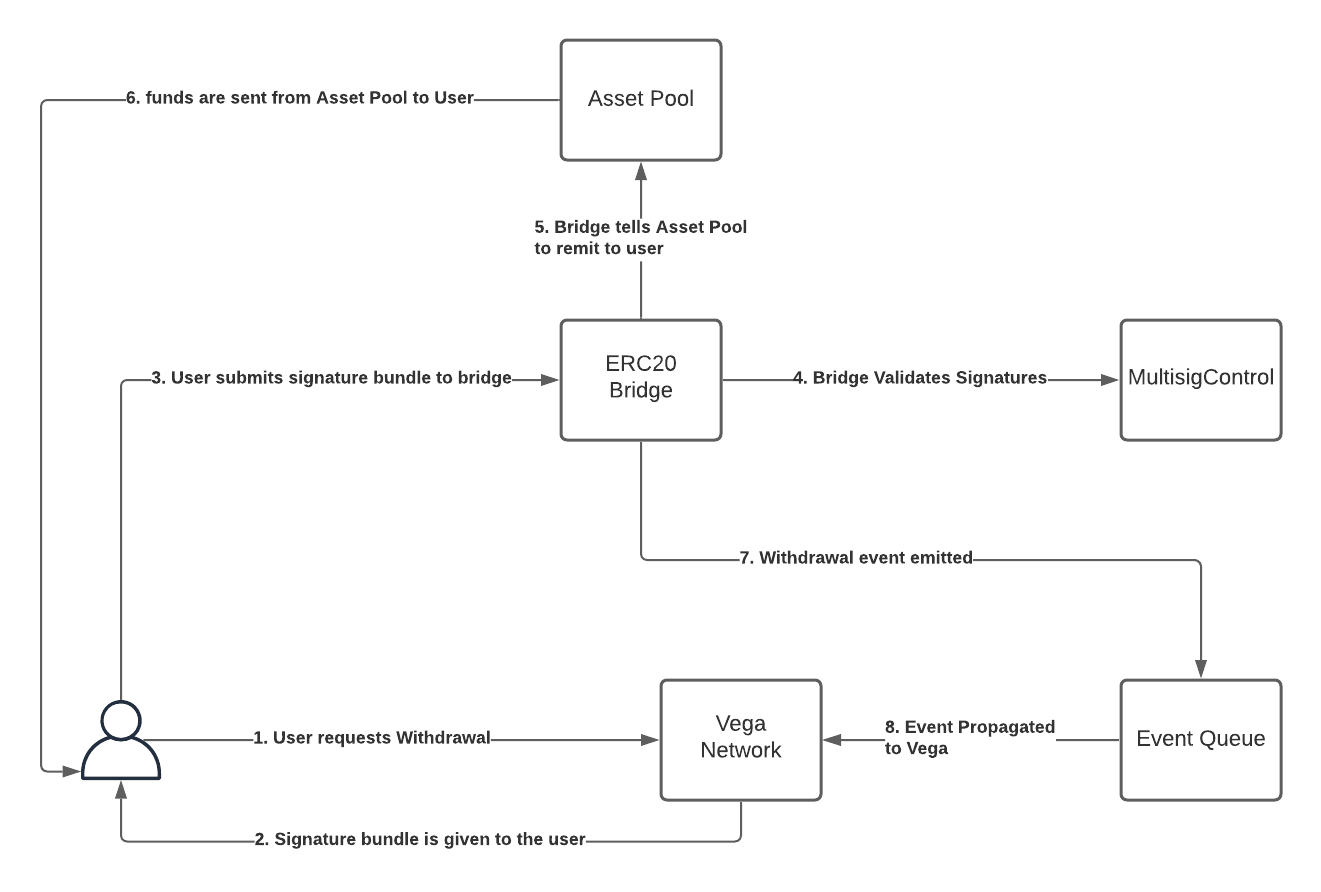 Asset Pool
6. funds are sent from Asset Pool to User
5. Bridge tells Asset Pool
to remit to user
ERC20
Bridge
3. User submits signature bundle to bridge
4. Bridge Validates Signatures
MultisigControl
7. Withdrawal event emitted
Vega
Network
1. User requests Withdrawal
8. Event Propagated
to Vega
Event Queue
2. Signature bundle is given to the user